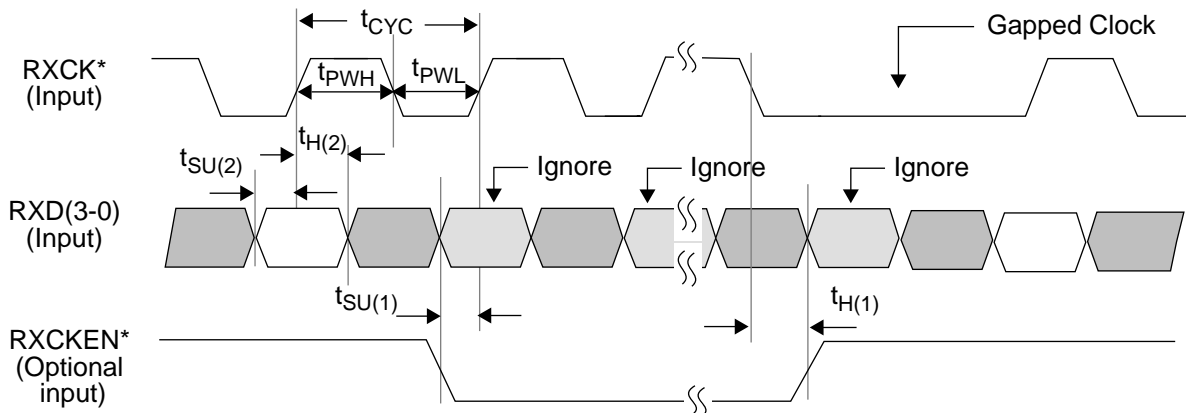 tCYC
Gapped Clock
RXCK*
(Input)
tPWH
tPWL
tH(2)
tSU(2)
Ignore
Ignore
Ignore
RXD(3-0)
(Input)
tSU(1)
tH(1)
RXCKEN*
(Optional
input)